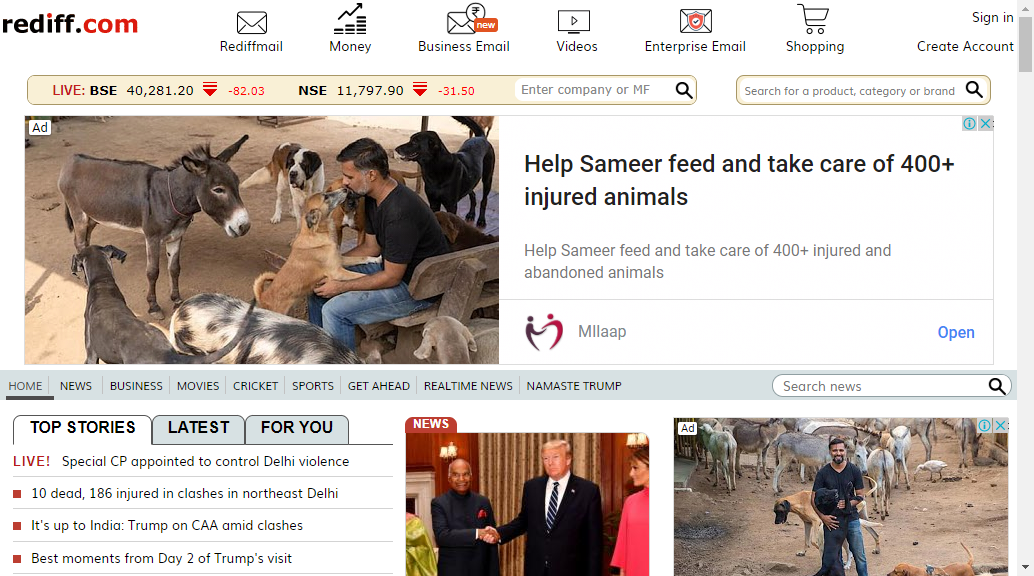 rediff.com
Rediffmail
Money
new
Business Email
Videos
Enterprise Email
Shopping
Sign in
Create Account
LIVE: BSE 40,281.20 -82.03 NSE 11,797.90 -31.50
Enter company or MF
Search for a product, category or brand
Ad
Help Sameer feed and take care of 400+
injured animals
Help Sameer feed and take care of 400+ injured and
abandoned animals
MIlaap
Open
HOME NEWS BUSINESS MOVIES CRICKET SPORTS GET AHEAD REALTIME NEWS NAMASTE TRUMP
Search news
TOP STORIES LATEST FOR YOU
LIVE! Special CP appointed to control Delhi violence
10 dead, 186 injured in clashes in northeast Delhi
It's up to India: Trump on CAA amid clashes
Best moments from Day 2 of Trump's visit
NEWS
Ad